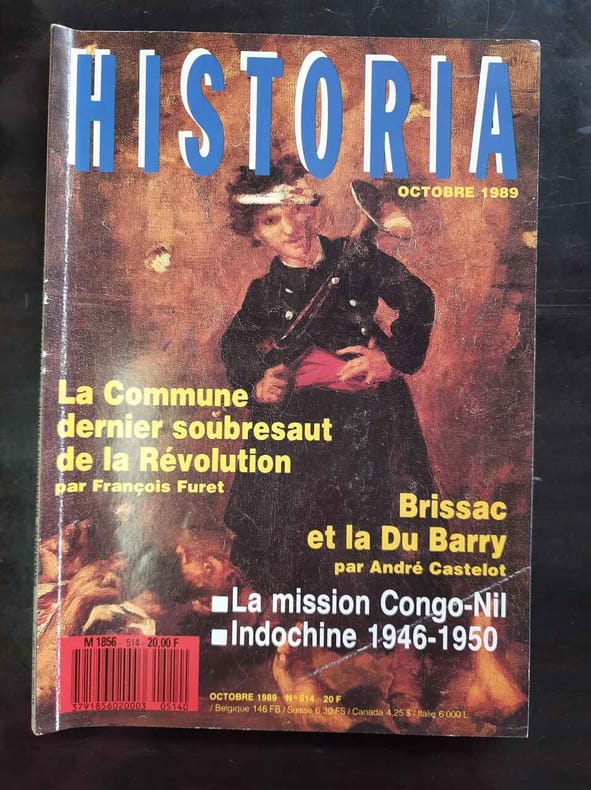 HISTORIA
OCTOBRE 1989
La Commune
dernier soubresaut
de la Révolution
par François Furet
Brissac
et la Du Barry
par André Castelot
■La mission Congo-Nil
■Indochine 1946-1950
M 1856 - 514 - 20,00 F
3791856020003 05140
OCTOBRE 1989 N° 514 20 F
/ Belgique 146 FB / Suisse 6,30 FS / Canada 4,25 $ / Italie 6 000 L